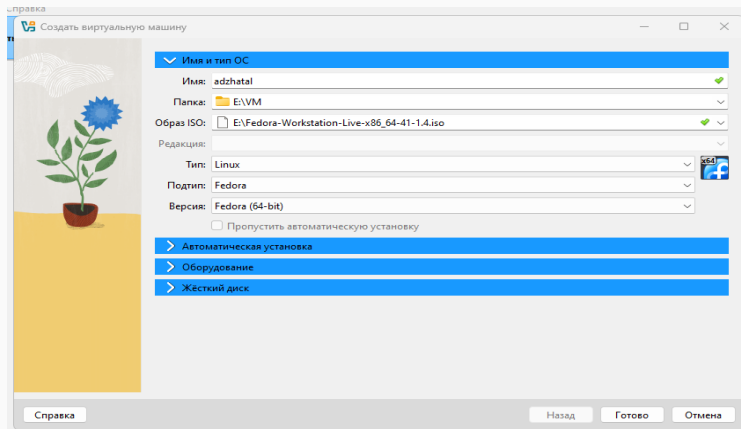 Справка
Создать виртуальную машину
Имя и тип ОС
Имя: adzhatal
Папка: E:\VM
Образ ISO: E:\Fedora-Workstation-Live-x86_64-41-1.4.iso
Редакция:
Тип: Linux
x64
Подтип: Fedora
Версия: Fedora (64-bit)
Пропустить автоматическую установку
Автоматическая установка
Оборудование
Жёсткий диск
Справка Назад Готово Отмена